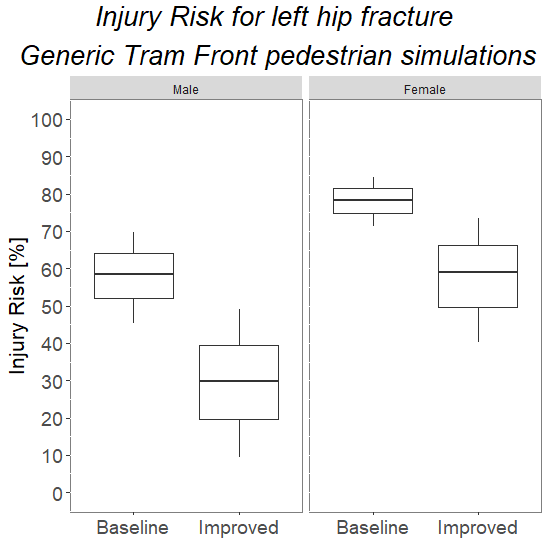 Injury Risk for left hip fracture
Generic Tram Front pedestrian simulations
Male
Female
Injury Risk [%]
100
90
80
70
60
50
40
30
20
10
0
Baseline
Improved
Baseline
Improved